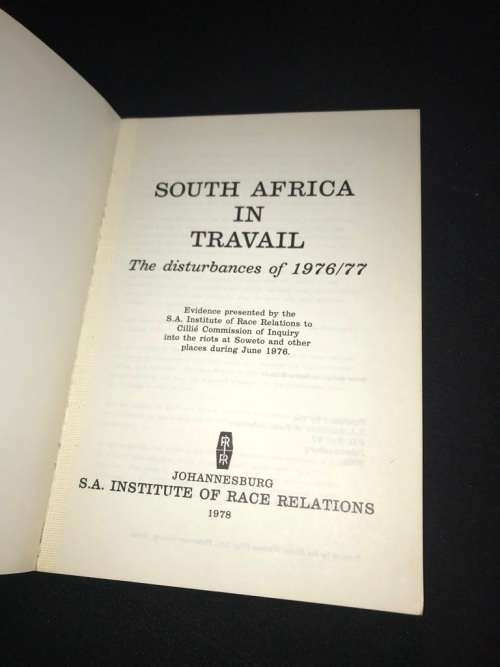 SOUTH AFRICA
IN
TRAVAIL
The disturbances of 1976/77
Evidence presented by the
S.A. Institute of Race Relations to
Cillié Commission of Inquiry
into the riots at Soweto and other
places during June 1976.
JOHANNESBURG
S.A. INSTITUTE OF RACE RELATIONS
1978